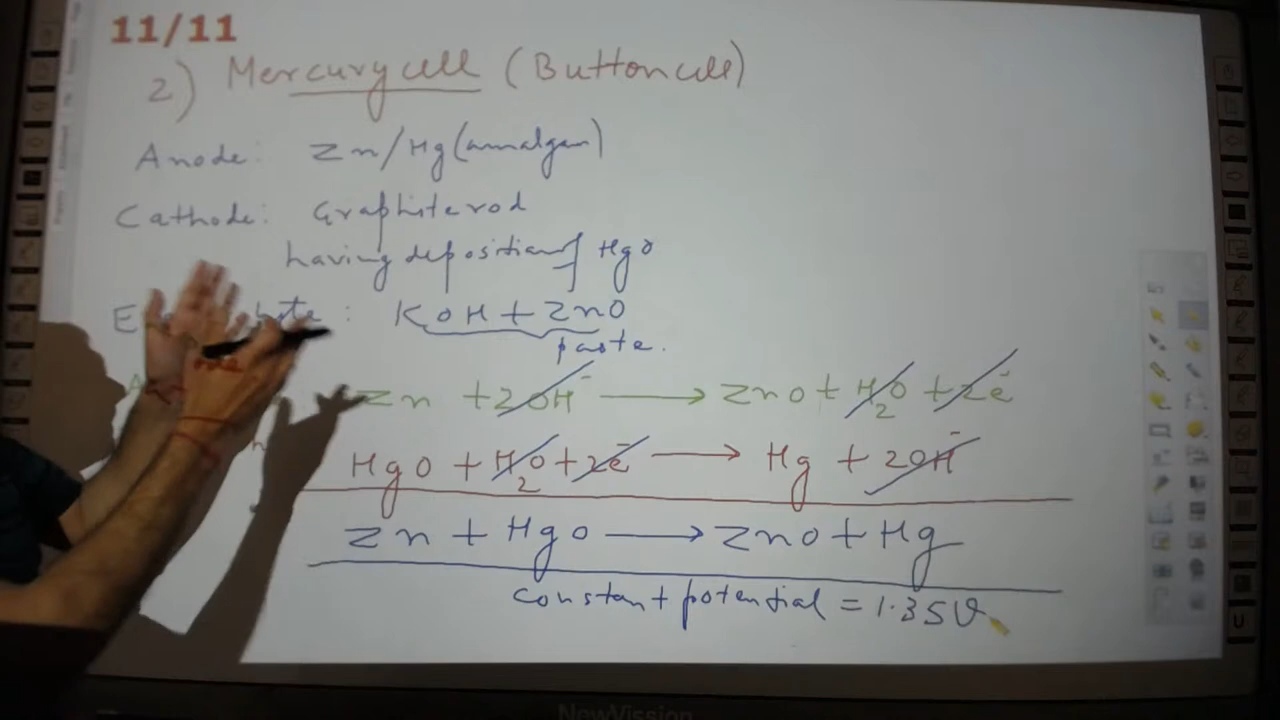 11/11
2) Mercury cell (Button cell)
Anode: Zn/Hg (amalgam)
Cathode: Graphite rod
having deposition of HgO
: KOH + ZnO
paste.
Zn + 2OH⁻ → ZnO + H₂O + 2e⁻
HgO + H₂O + 2e⁻ → Hg + 2OH⁻
Zn + HgO → ZnO + Hg
constant potential = 1.35V
NewVission